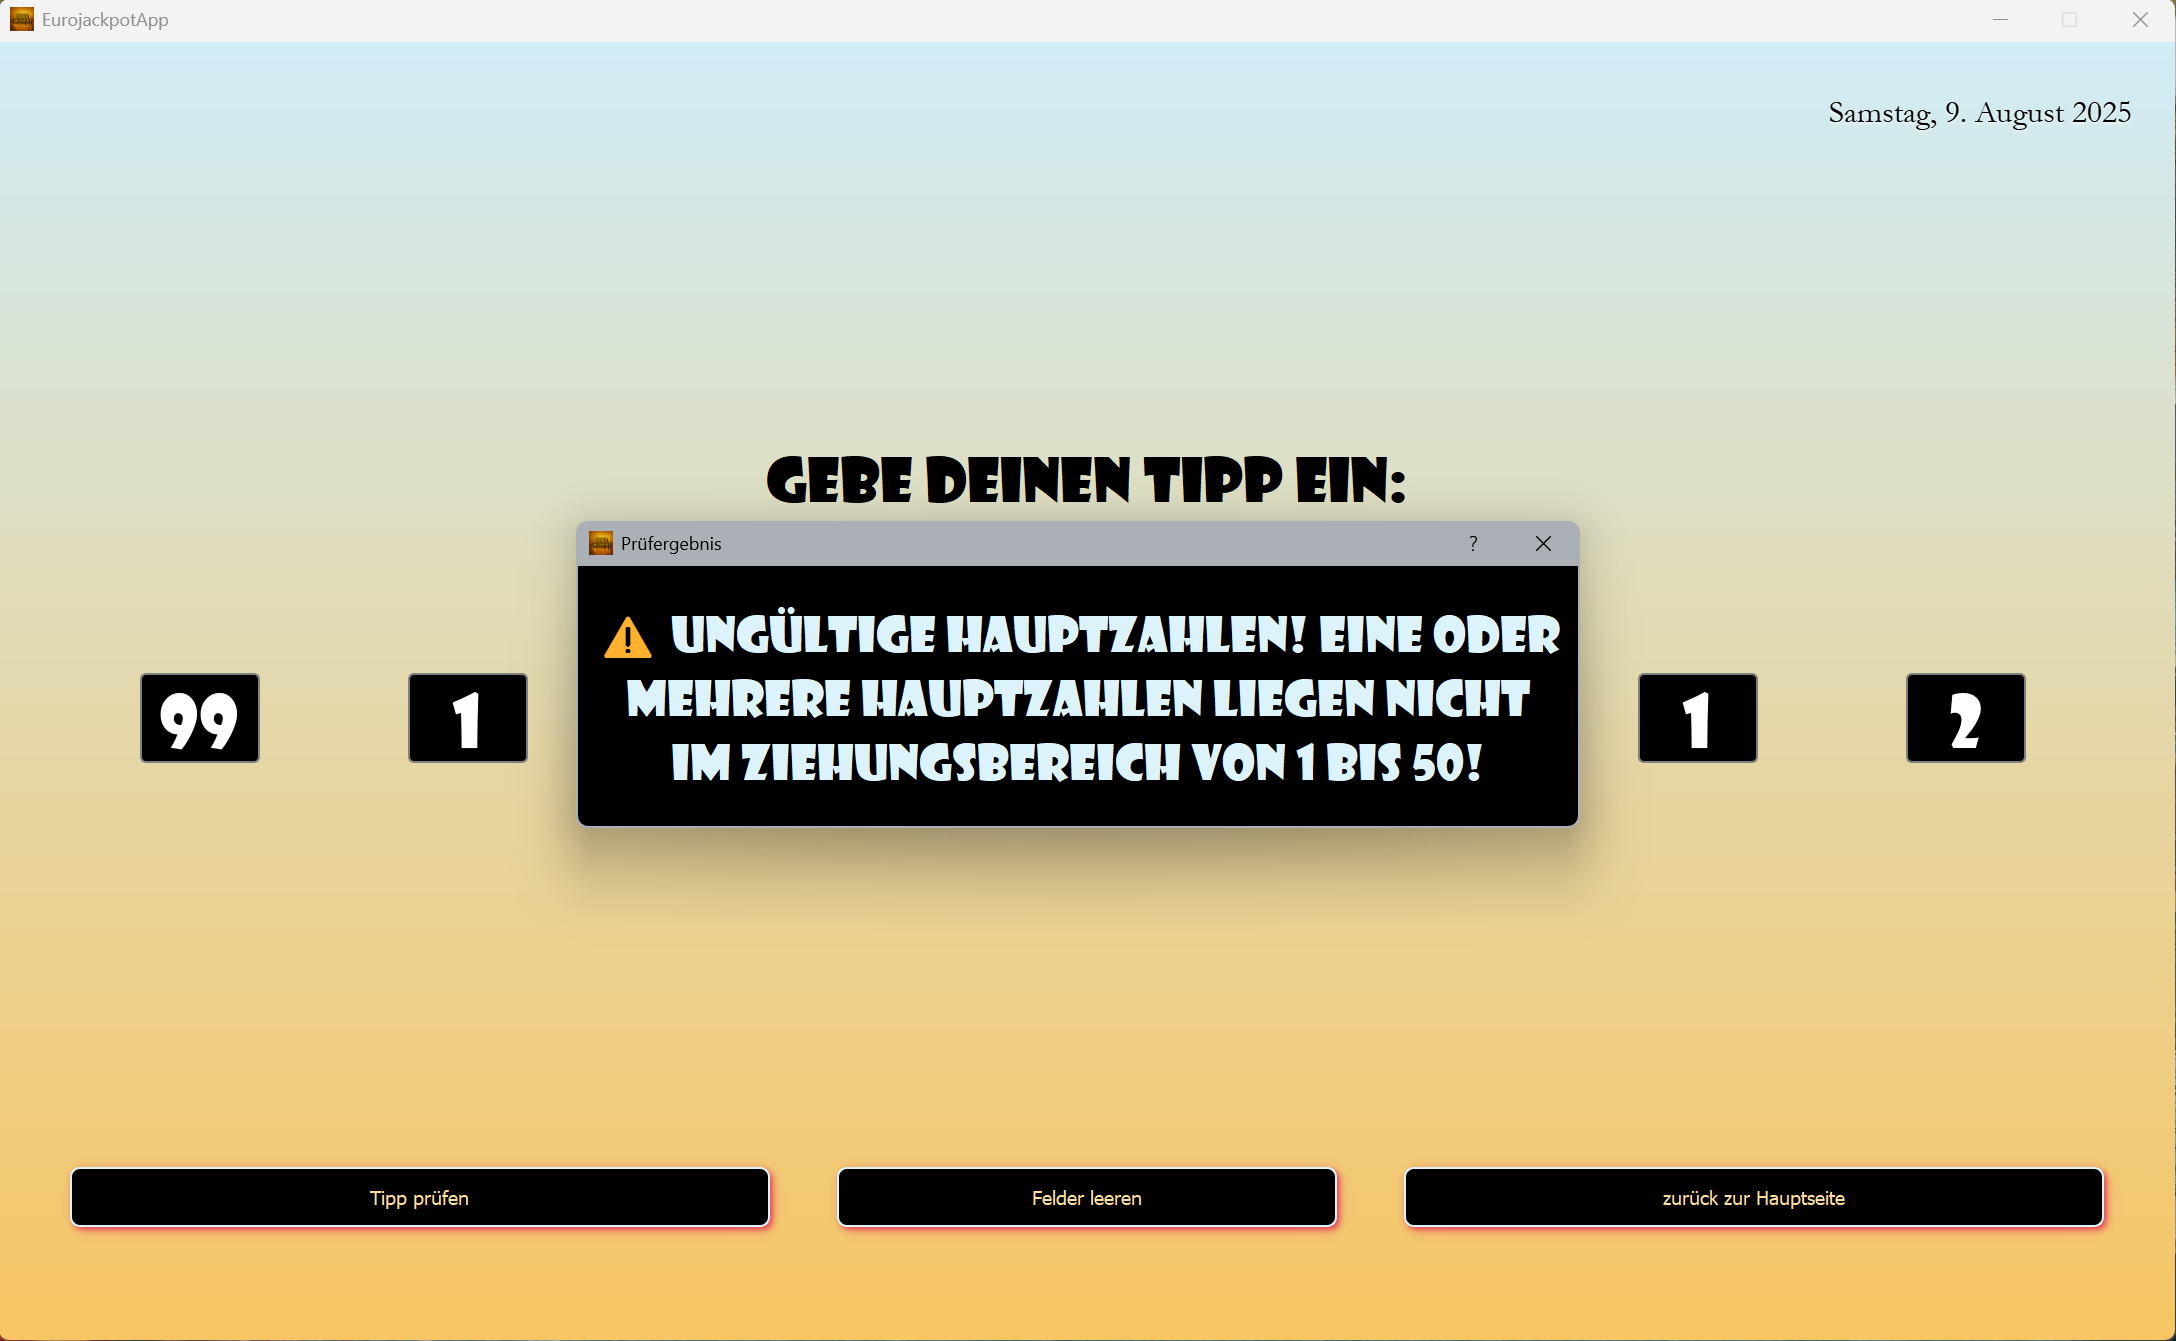 EurojackpotApp
Samstag, 9. August 2025
GEBE DEINEN TIPP EIN:
Prüfergebnis
?
UNGÜLTIGE HAUPTZAHLEN! EINE ODER
MEHRERE HAUPTZAHLEN LIEGEN NICHT
IM ZIEHUNGSBEREICH VON 1 BIS 50!
99 1 1 2
Tipp prüfen Felder leeren zurück zur Hauptseite